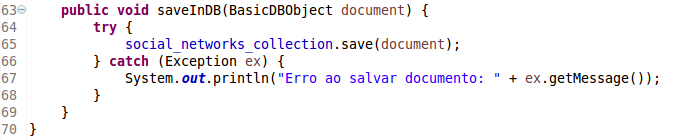 63 public void saveInDB(BasicDBObject document) {
64 try {
65 social_networks_collection.save(document);
66 } catch (Exception ex) {
67 System.out.println("Erro ao salvar documento: " + ex.getMessage());
68 }
69 }
70 }